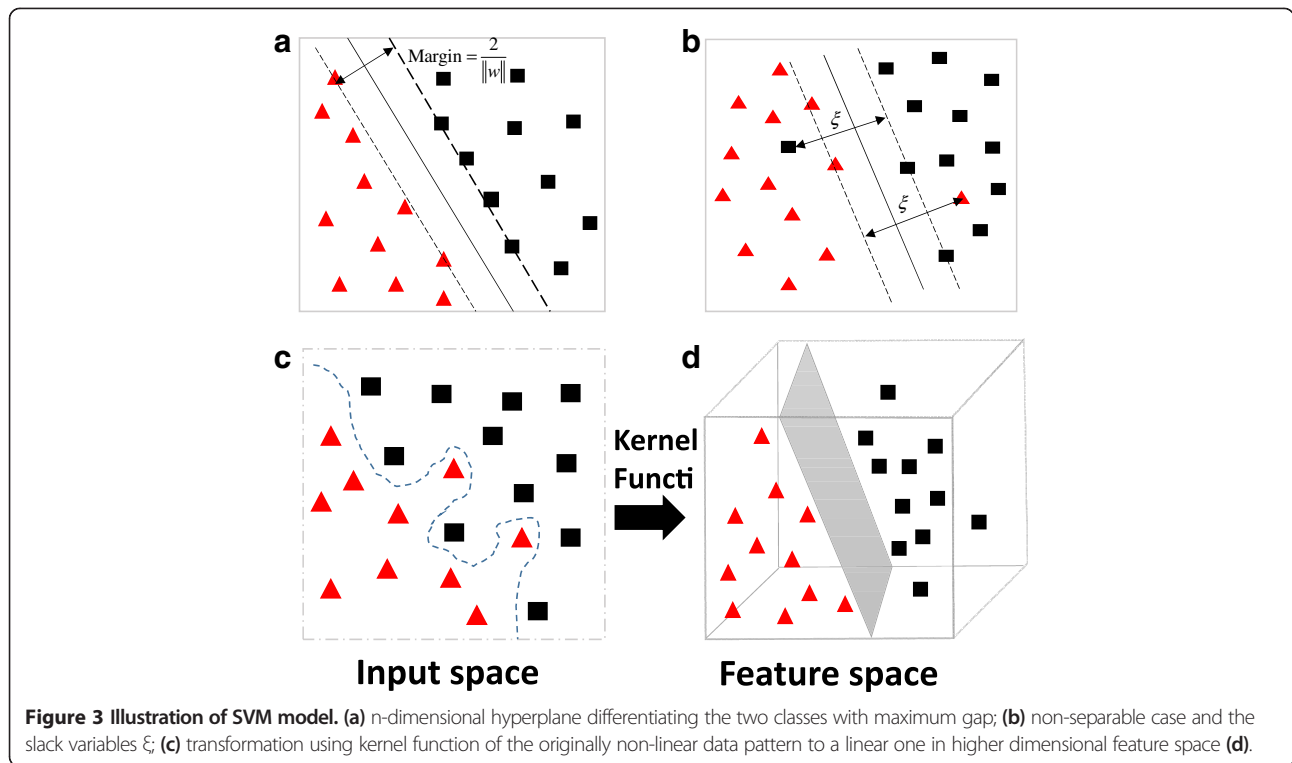 a
Margin = 2 / ‖w‖
b
ξ
ξ
c
Kernel
Functi
d
Input space
Feature space
Figure 3 Illustration of SVM model. (a) n-dimensional hyperplane differentiating the two classes with maximum gap; (b) non-separable case and the
slack variables ξ; (c) transformation using kernel function of the originally non-linear data pattern to a linear one in higher dimensional feature space (d).